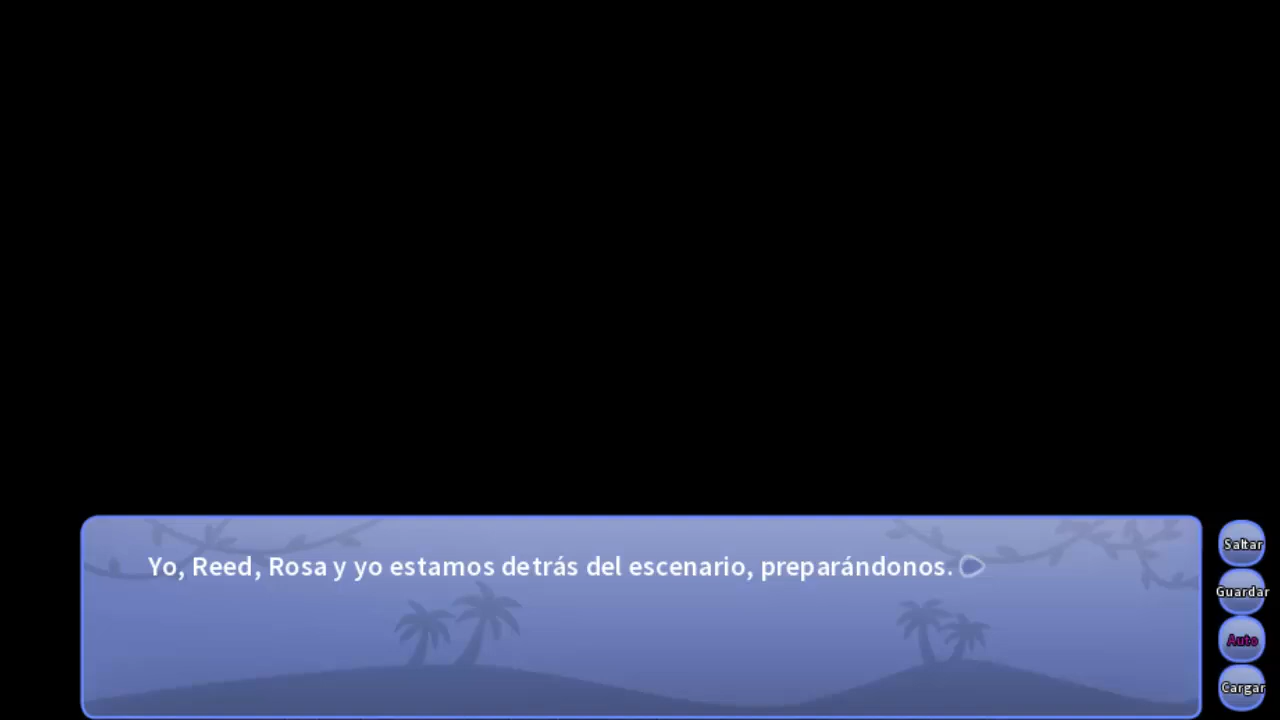 Yo, Reed, Rosa y yo estamos detrás del escenario, preparándonos.
Saltar
Guardar
Auto
Cargar